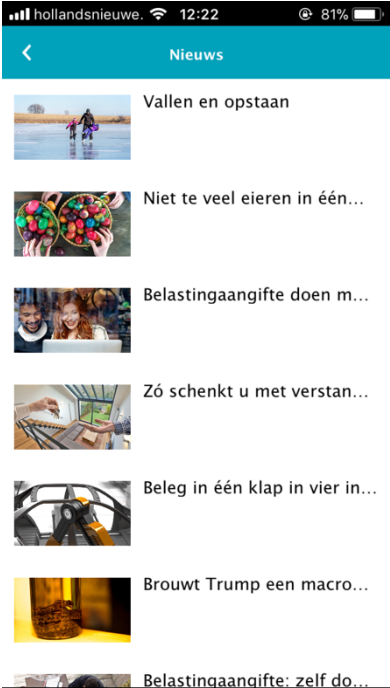 hollandsnieuwe. 12:22 81%
Nieuws
Vallen en opstaan
Niet te veel eieren in één...
Belastingaangifte doen m...
Zó schenkt u met verstan...
Beleg in één klap in vier in...
Brouwt Trump een macro...
Belastingaangifte: zelf do...